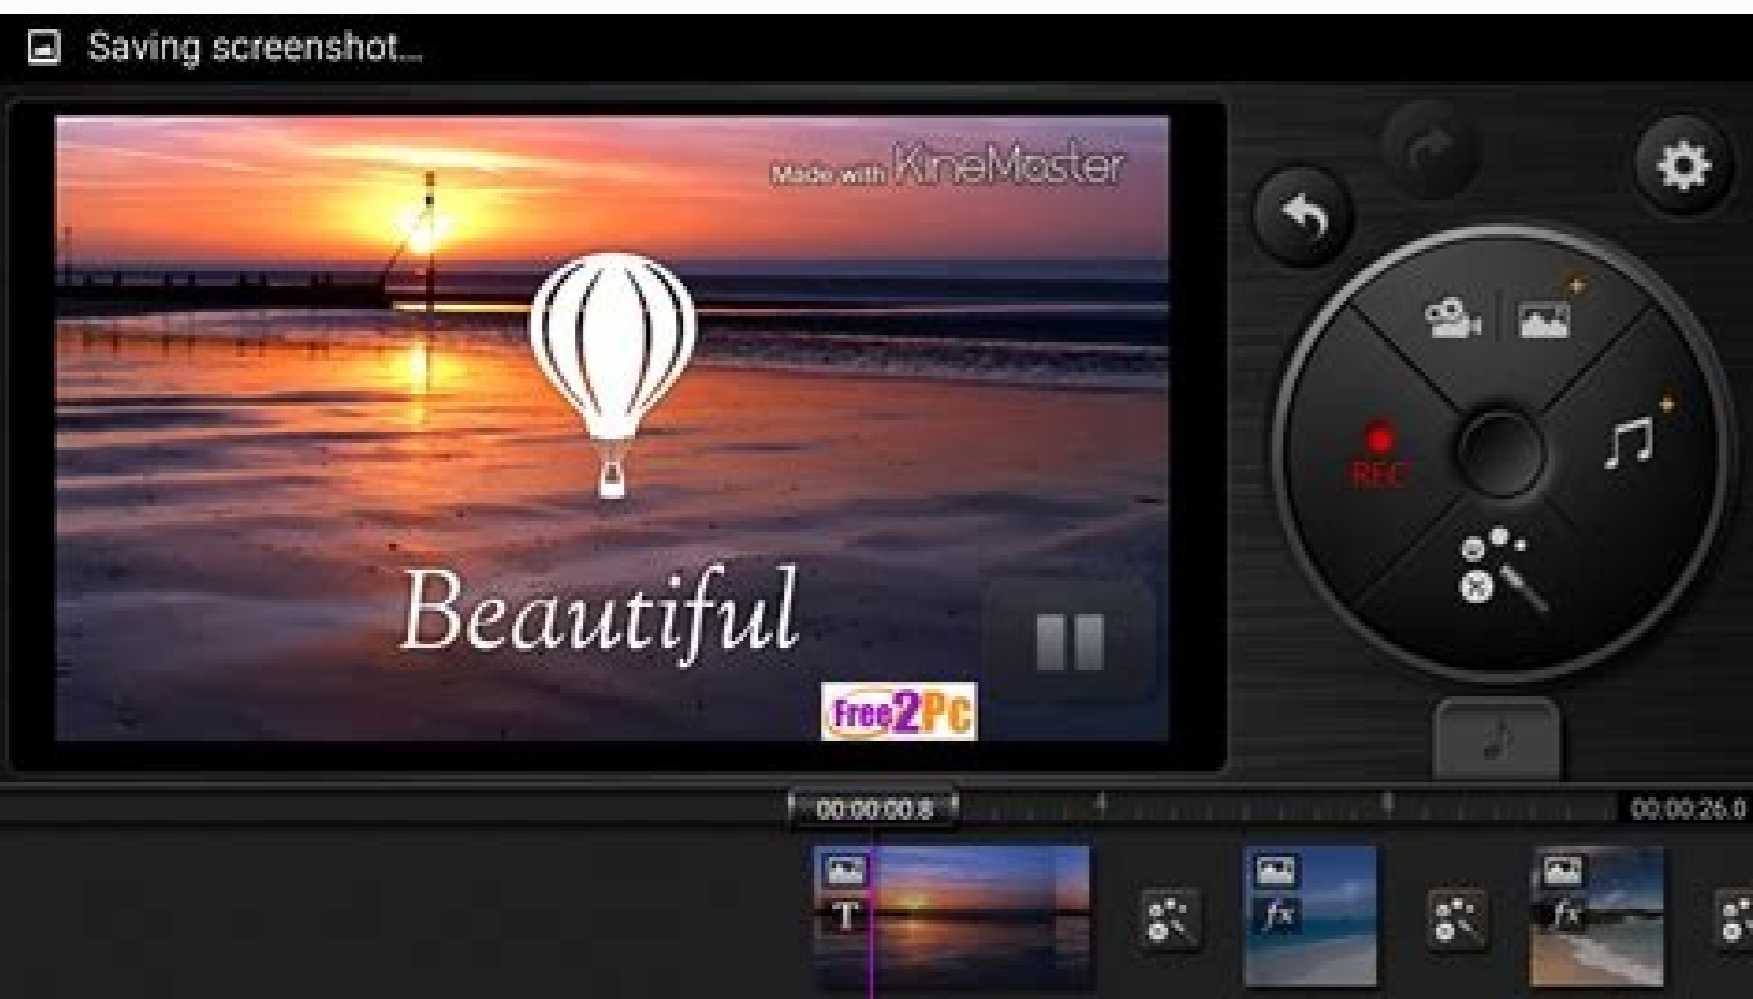 Saving screenshot...
Made with KineMaster
REC
Beautiful
Free2Pc
00:00:00.8
00:00:26.0
T
fx
fx